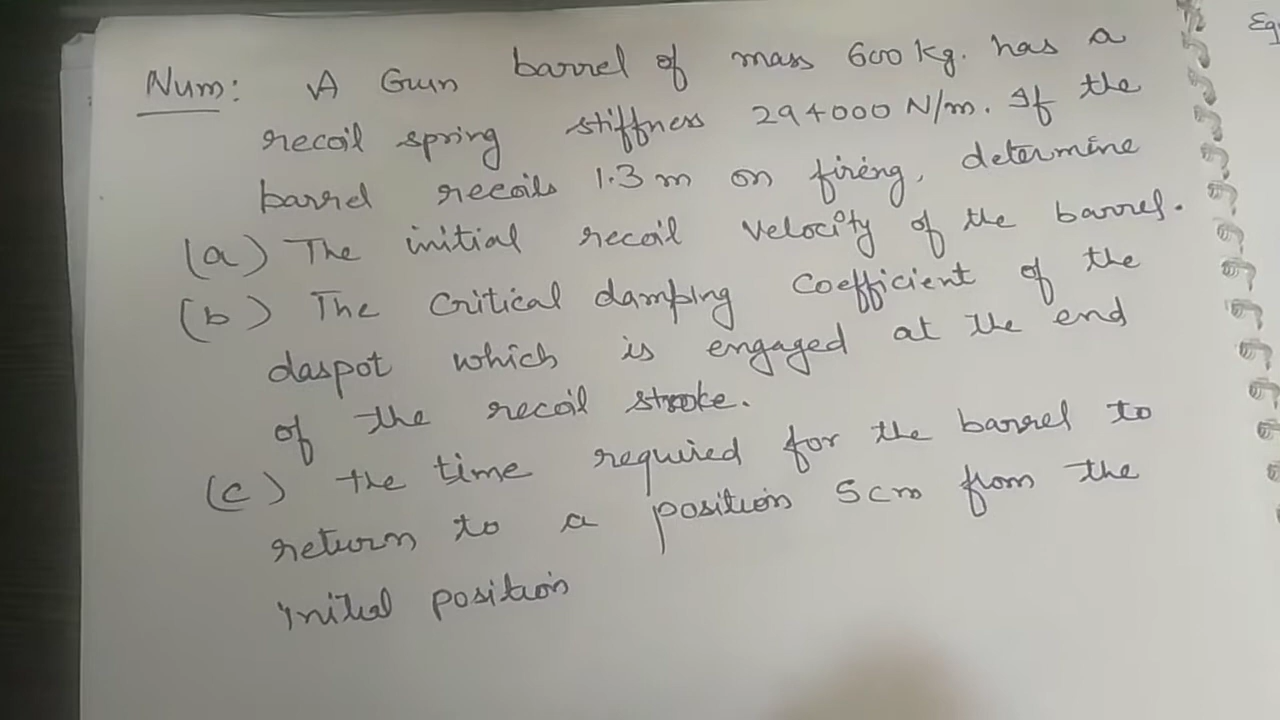 Num: A Gun barrel of mass 600 kg. has a
recoil spring stiffness 294000 N/m. If the
barrel recoils 1.3 m on firing, determine
(a) The initial recoil velocity of the barrel.
(b) The critical damping coefficient of the
daspot which is engaged at the end
of the recoil stroke.
(c) the time required for the barrel to
return to a position 5cm from the
initial position
Eq